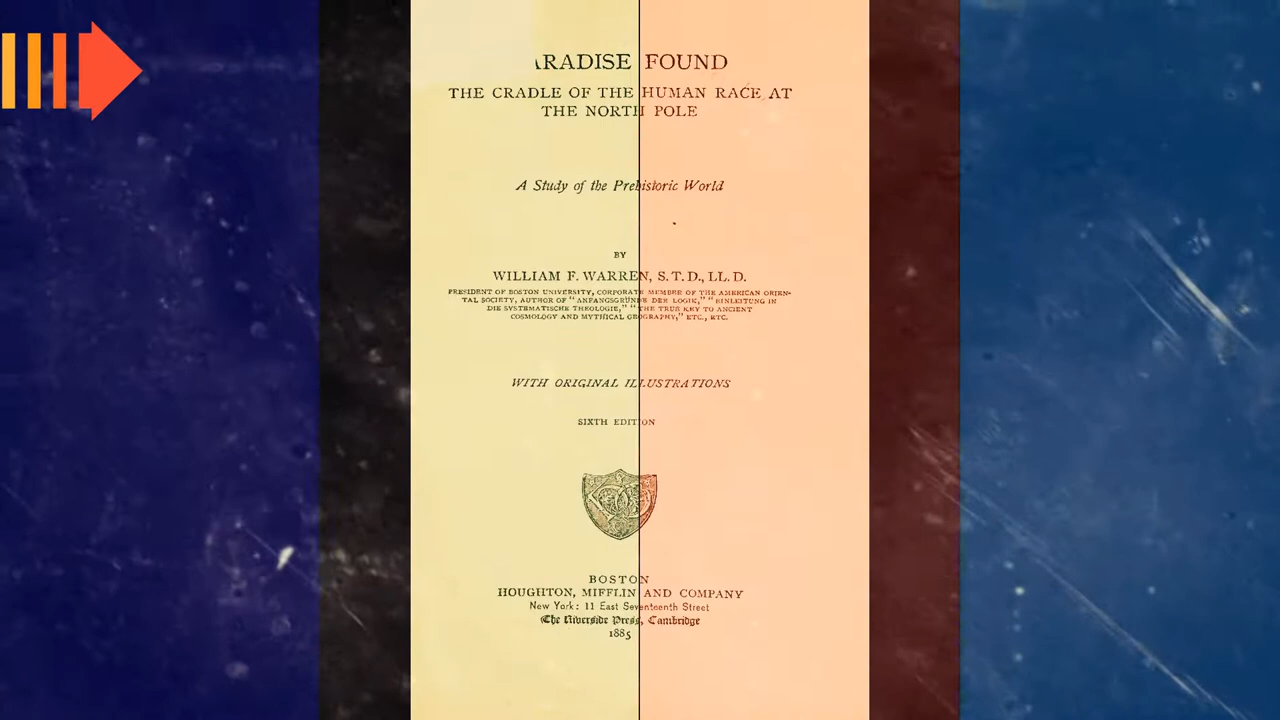 ARADISE FOUND
THE CRADLE OF THE HUMAN RACE AT
THE NORTH POLE
A Study of the Prehistoric World
BY
WILLIAM F. WARREN, S.T.D., LL.D.
PRESIDENT OF BOSTON UNIVERSITY, CORPORATE MEMBER OF THE AMERICAN ORIEN-
TAL SOCIETY, AUTHOR OF "ANFANGSGRÜNDE DER LOGIK," "EINLEITUNG IN
DIE SYSTEMATISCHE THEOLOGIE," "THE TRUE KEY TO ANCIENT
COSMOLOGY AND MYTHICAL GEOGRAPHY," ETC., ETC.
WITH ORIGINAL ILLUSTRATIONS
SIXTH EDITION
BOSTON
HOUGHTON, MIFFLIN AND COMPANY
New York: 11 East Seventeenth Street
The Riverside Press, Cambridge
1885